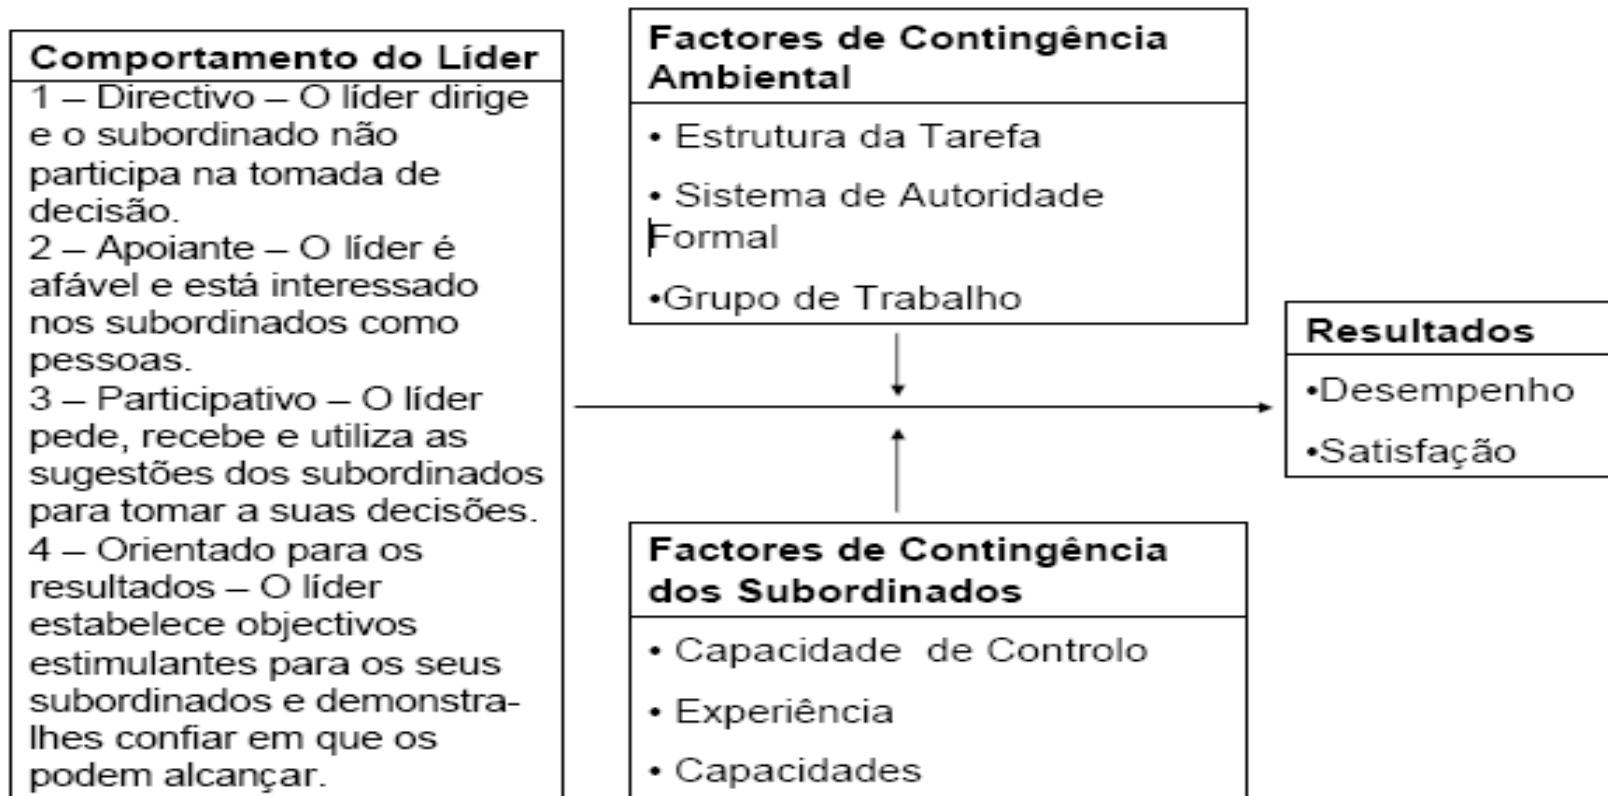 Comportamento do Líder
1 – Directivo – O líder dirige
e o subordinado não
participa na tomada de
decisão.
2 – Apoiante – O líder é
afável e está interessado
nos subordinados como
pessoas.
3 – Participativo – O líder
pede, recebe e utiliza as
sugestões dos subordinados
para tomar a suas decisões.
4 – Orientado para os
resultados – O líder
estabelece objectivos
estimulantes para os seus
subordinados e demonstra-
lhes confiar em que os
podem alcançar.
Factores de Contingência
Ambiental
• Estrutura da Tarefa
• Sistema de Autoridade
Formal
•Grupo de Trabalho
Factores de Contingência
dos Subordinados
• Capacidade  de Controlo
• Experiência
• Capacidades
Resultados
•Desempenho
•Satisfação